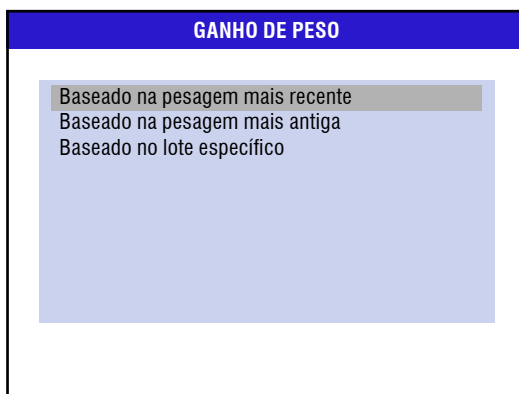 GANHO DE PESO
Baseado na pesagem mais recente
Baseado na pesagem mais antiga
Baseado no lote específico